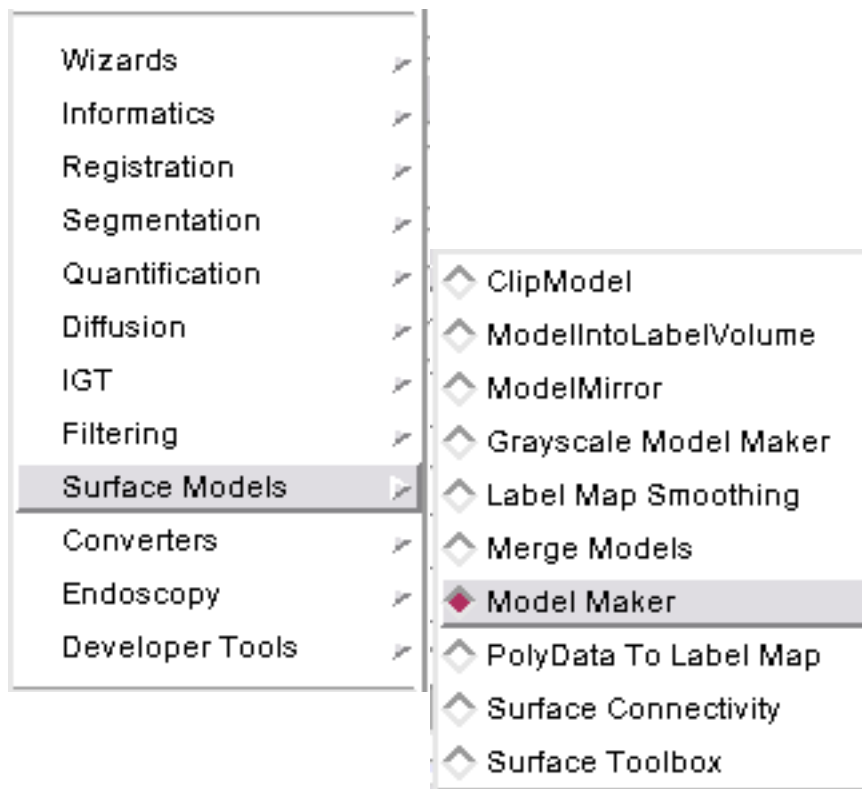 Wizards
Informatics
Registration
Segmentation
Quantification
Diffusion
IGT
Filtering
Surface Models
Converters
Endoscopy
Developer Tools
ClipModel
ModelIntoLabelVolume
ModelMirror
Grayscale Model Maker
Label Map Smoothing
Merge Models
Model Maker
PolyData To Label Map
Surface Connectivity
Surface Toolbox